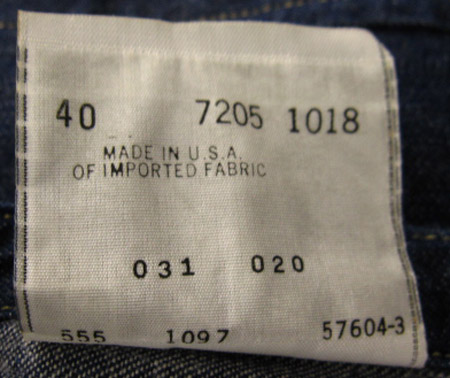 40 7205 1018
MADE IN U.S.A.
OF IMPORTED FABRIC
031 020
555 1097 57604-3